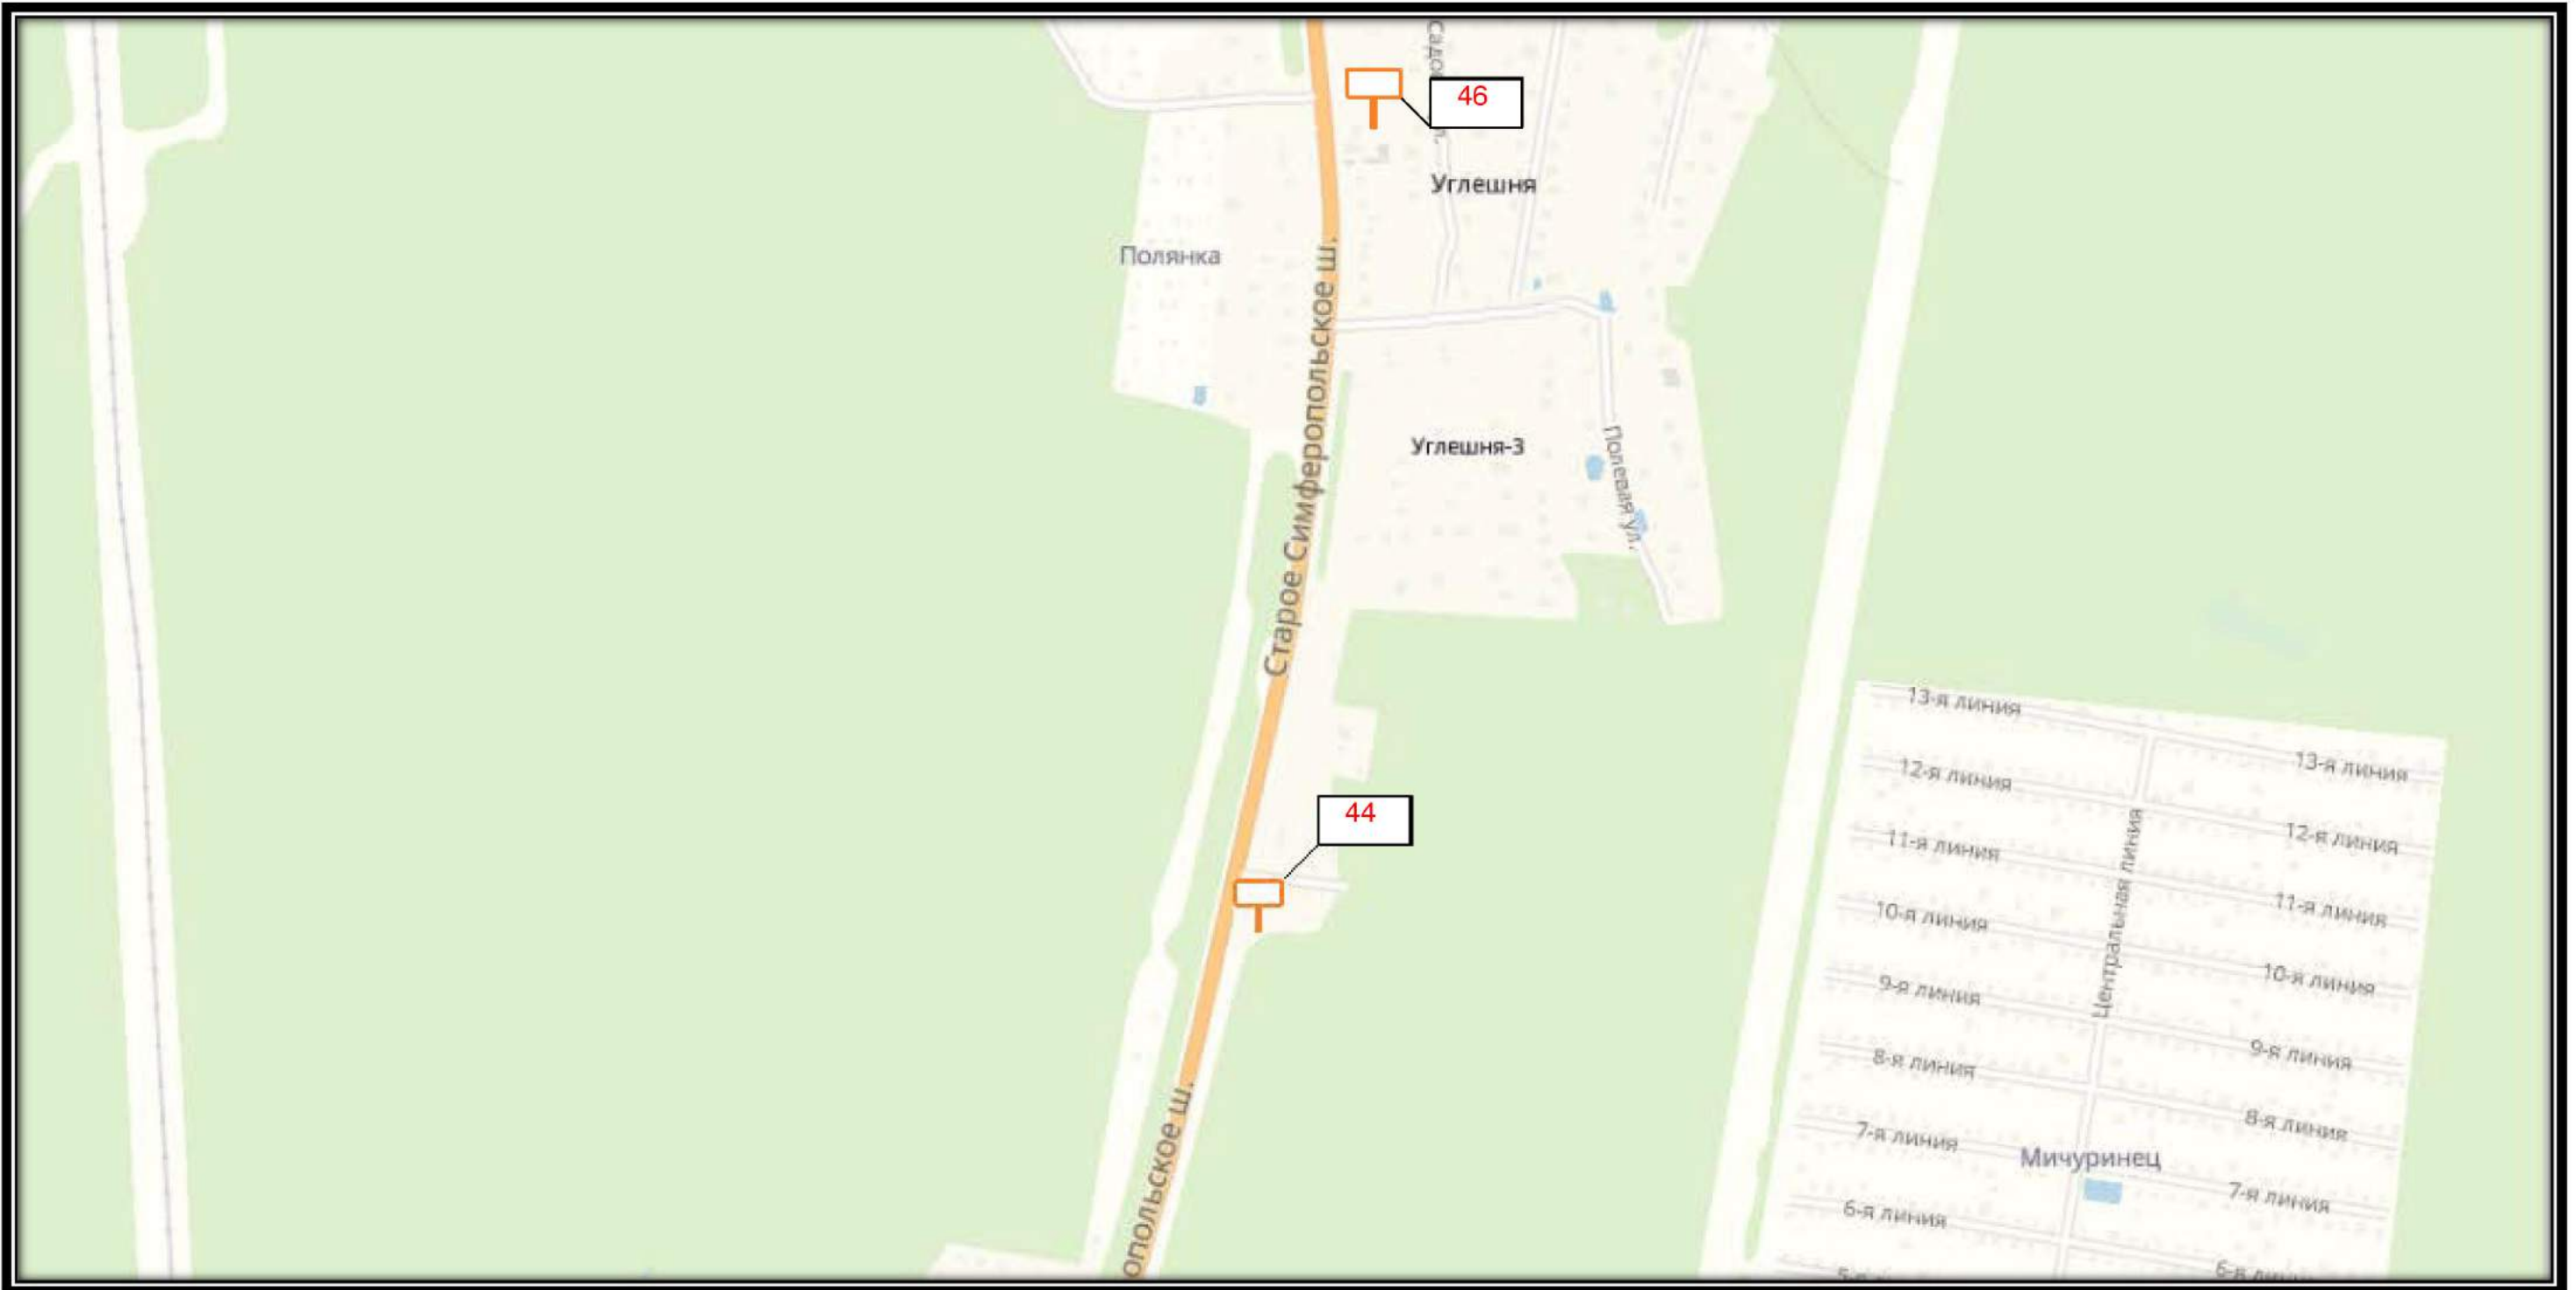 46
Углешня
Полянка
Старое Симферопольское ш.
Углешня-3
Полевая ул.
13-я линия
13-я линия
12-я линия
12-я линия
44
11-я линия
11-я линия
Центральная линия
10-я линия
10-я линия
9-я линия
9-я линия
8-я линия
8-я линия
опольское ш.
7-я линия
Мичуринец
7-я линия
6-я линия